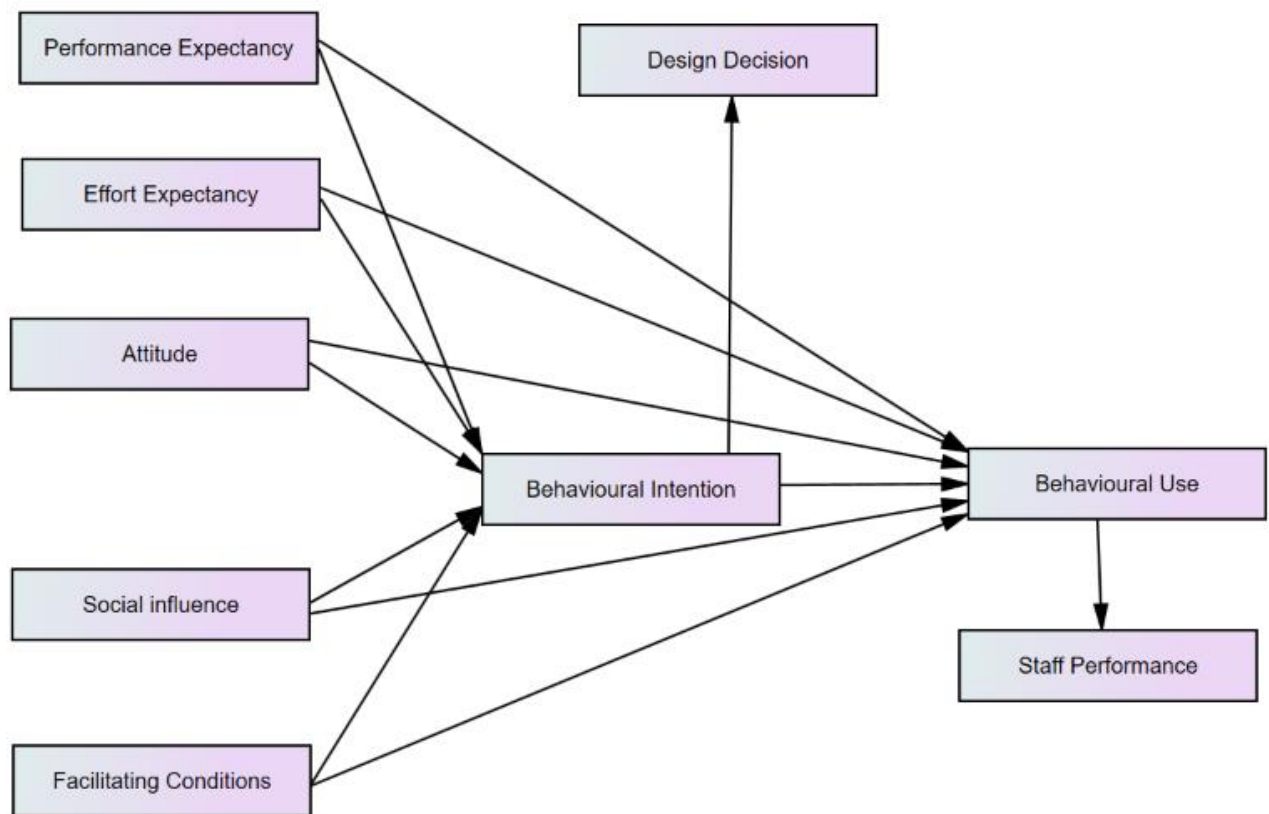 Performance Expectancy
Design Decision
Effort Expectancy
Attitude
Behavioural Intention
Behavioural Use
Social influence
Staff Performance
Facilitating Conditions